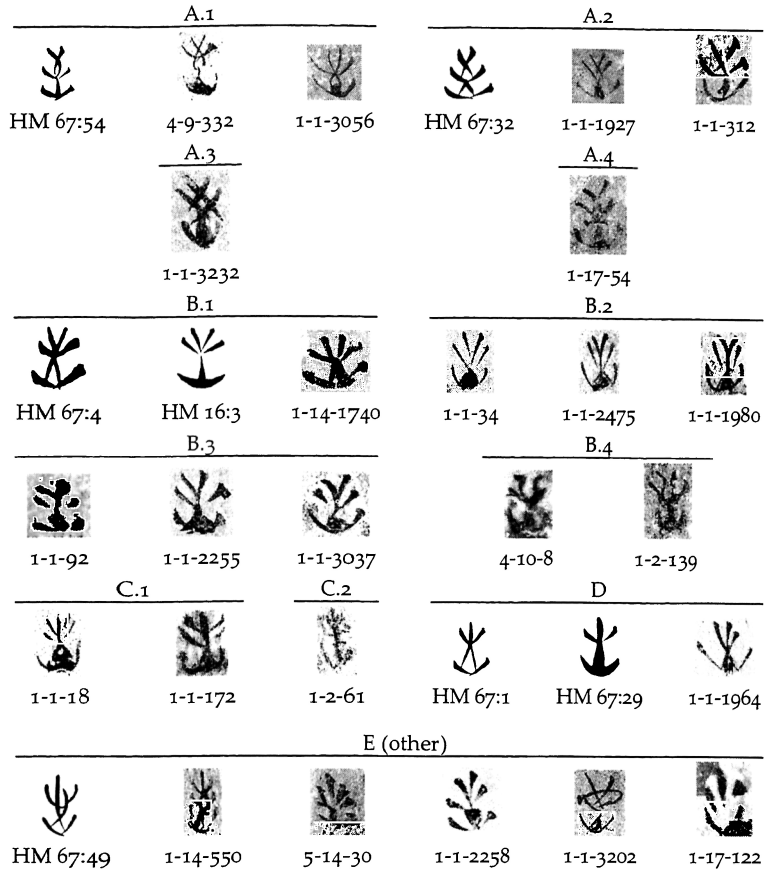 A.1 A.2
HM 67:54 4-9-332 1-1-3056 HM 67:32 1-1-1927 1-1-312
A.3 A.4
1-1-3232 1-17-54
B.1 B.2
HM 67:4 HM 16:3 1-14-1740 1-1-34 1-1-2475 1-1-1980
B.3 B.4
1-1-92 1-1-2255 1-1-3037 4-10-8 1-2-139
C.1 C.2 D
1-1-18 1-1-172 1-2-61 HM 67:1 HM 67:29 1-1-1964
E (other)
HM 67:49 1-14-550 5-14-30 1-1-2258 1-1-3202 1-17-122